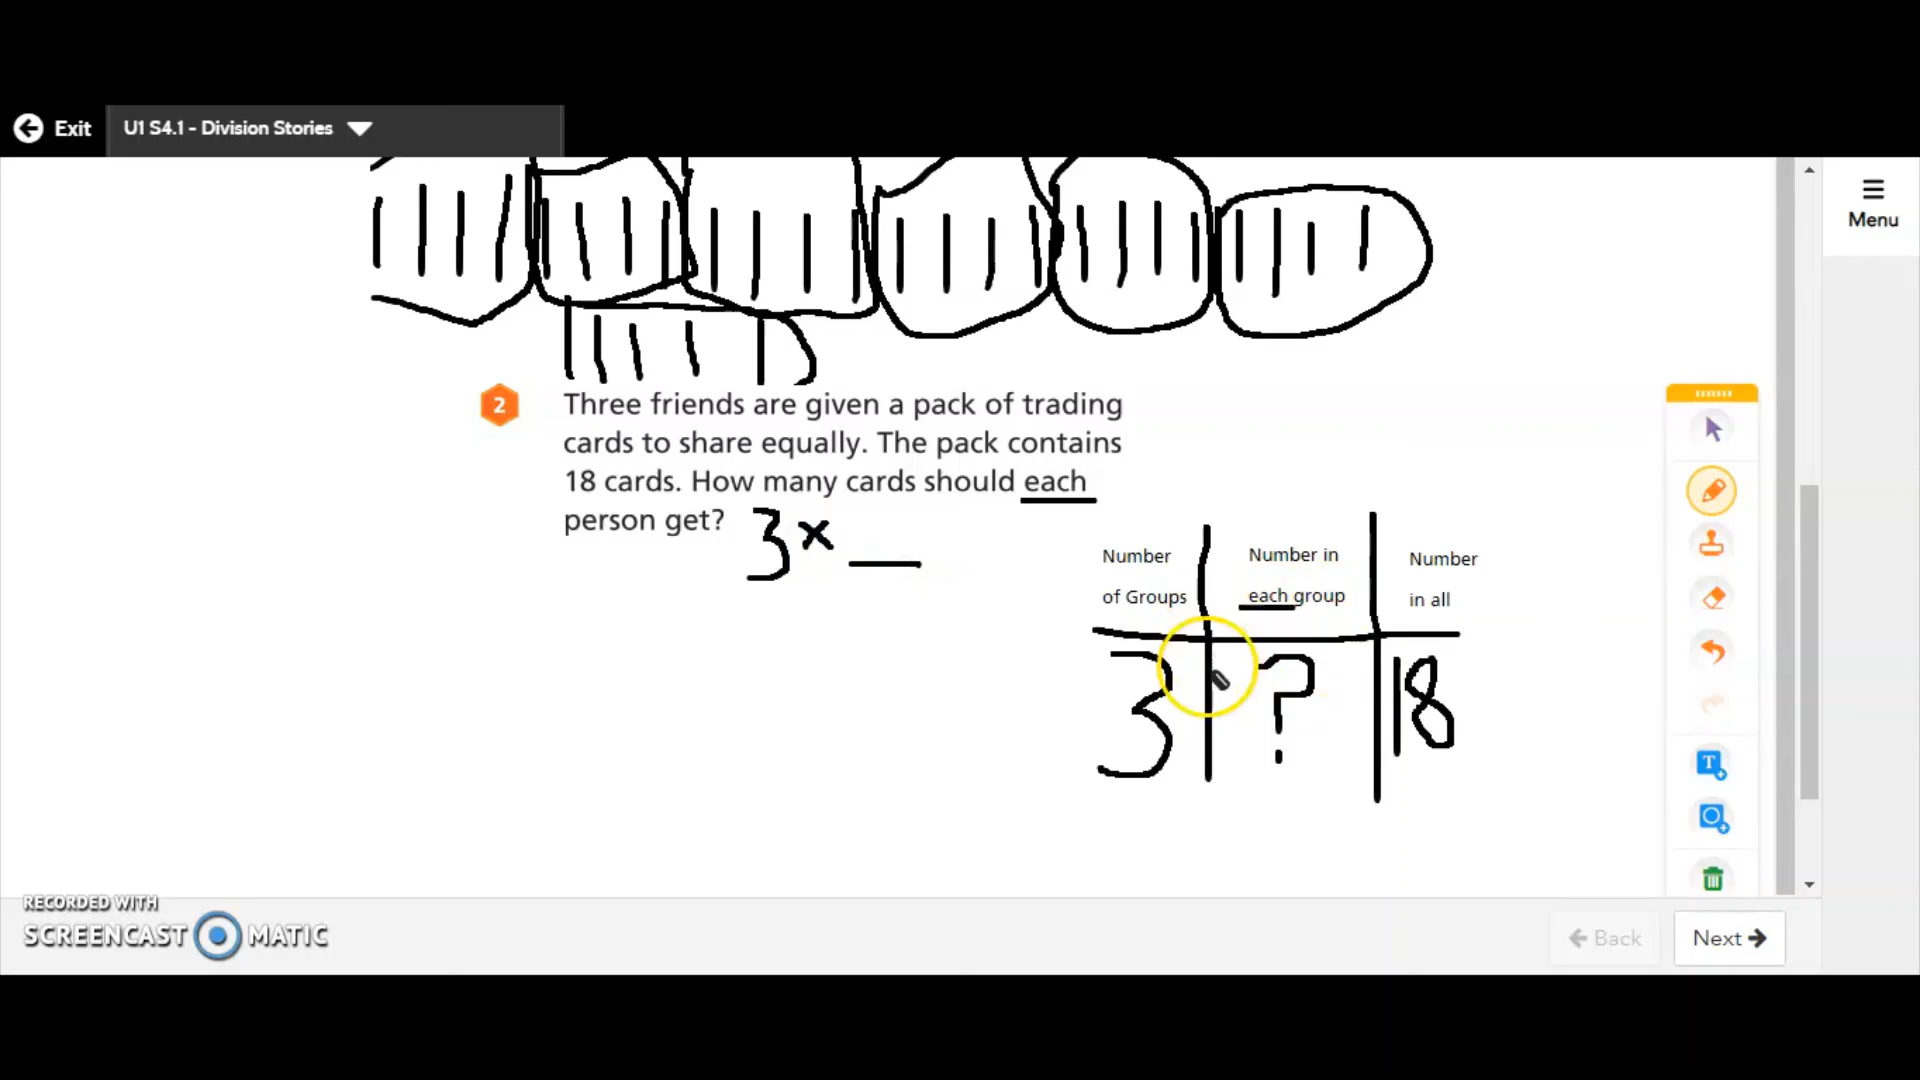 Exit
U1 S4.1 - Division Stories
Menu
2
Three friends are given a pack of trading
cards to share equally. The pack contains
18 cards. How many cards should each
person get?
3 × __
Number of Groups
Number in each group
Number in all
3
?
18
T
RECORDED WITH
SCREENCAST MATIC
Back
Next